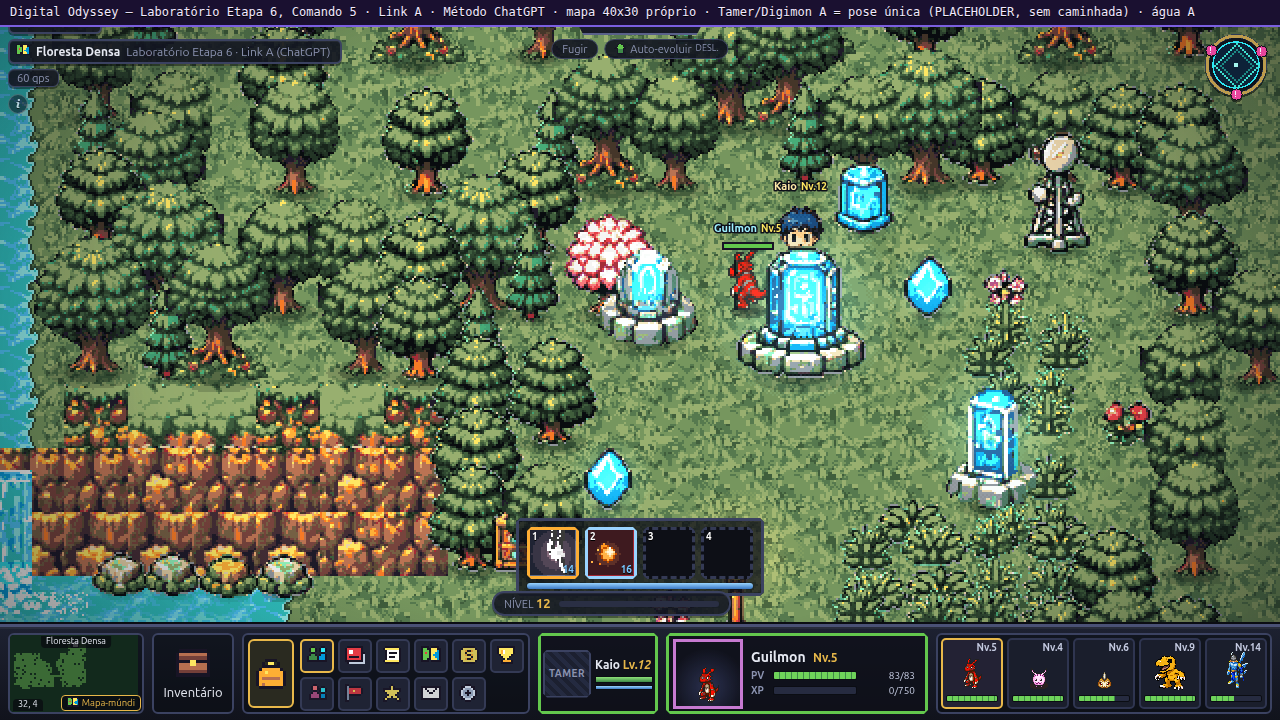 Digital Odyssey — Laboratório Etapa 6, Comando 5 · Link A · Método ChatGPT · mapa 40x30 próprio · Tamer/Digimon A = pose única (PLACEHOLDER, sem caminhada) · água A
Floresta Densa Laboratório Etapa 6 · Link A (ChatGPT)
Fugir
Auto-evoluir DESL.
60 qps
i
Kaio Nv.12
Guilmon Nv.5
1
14
2
16
3
4
NÍVEL 12
Floresta Densa
32, 4
Mapa-múndi
Inventário
TAMER
Kaio Lv.12
Guilmon Nv.5
PV 83/83
XP 0/750
Nv.5
Nv.4
Nv.6
Nv.9
Nv.14